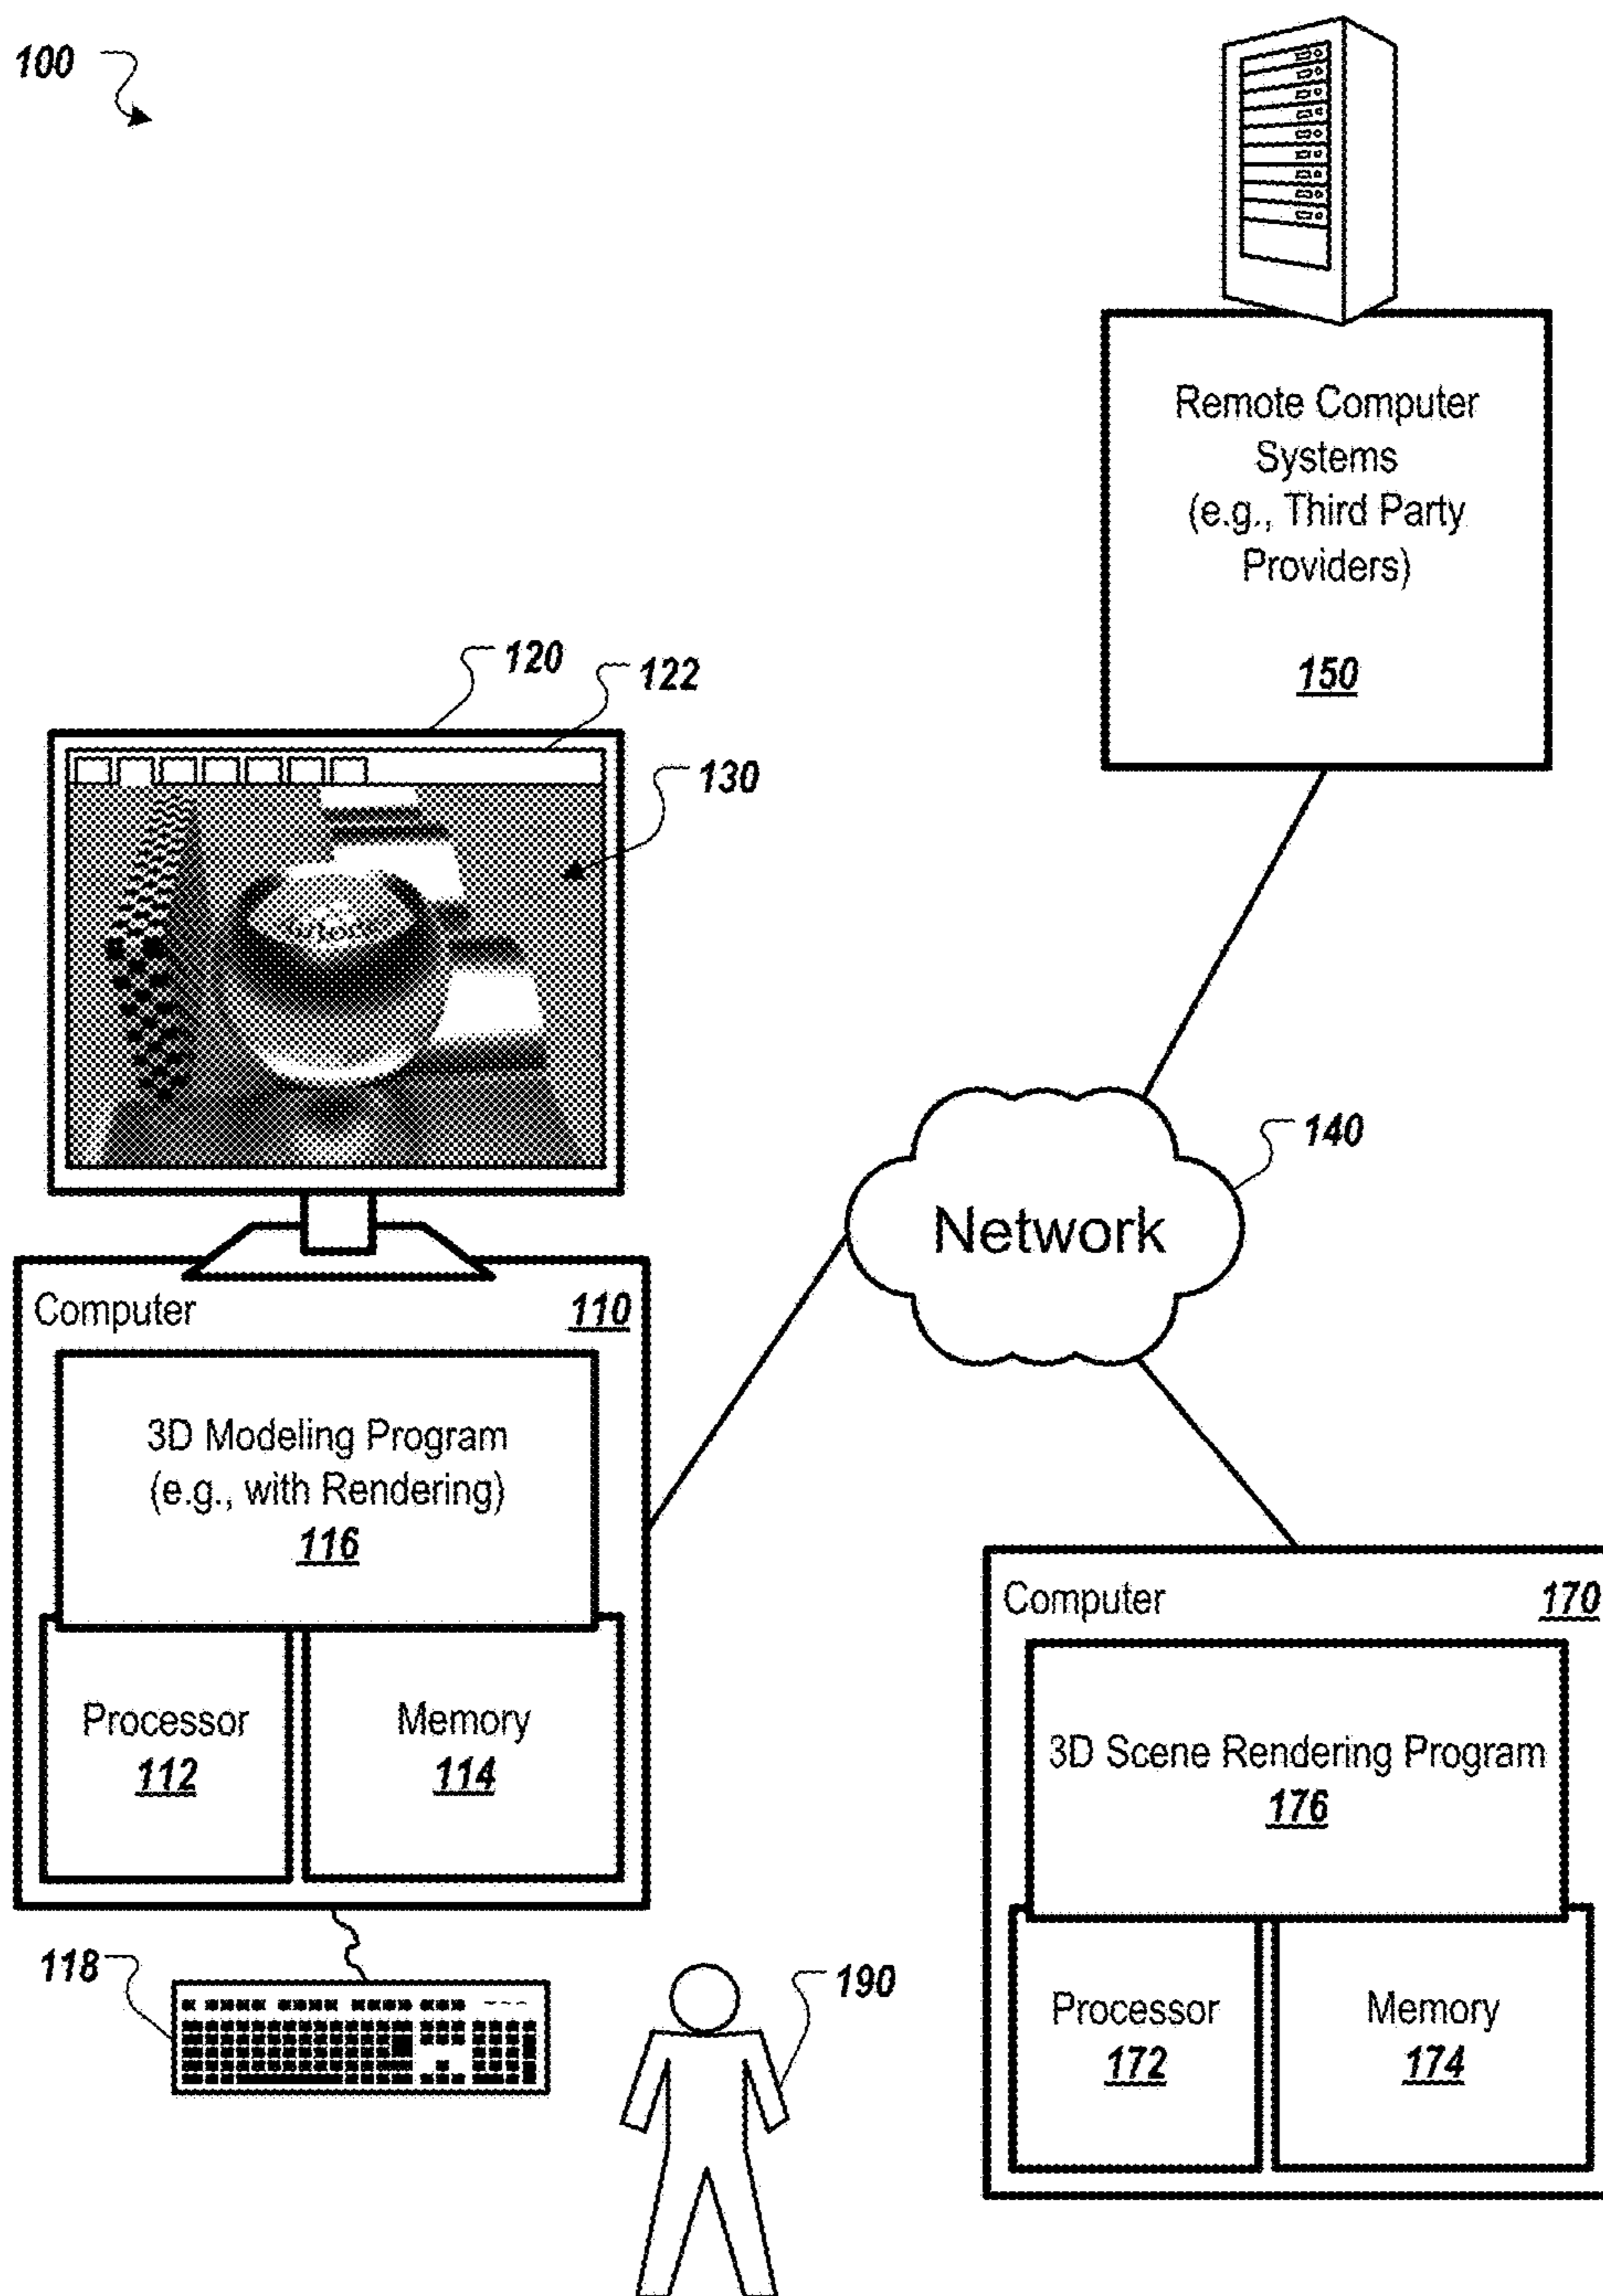 100
Remote Computer
Systems
(e.g., Third Party
Providers)
150
120
122
130
140
Network
Computer
110
3D Modeling Program
(e.g., with Rendering)
116
Processor
112
Memory
114
Computer
170
3D Scene Rendering Program
176
Processor
172
Memory
174
118
190